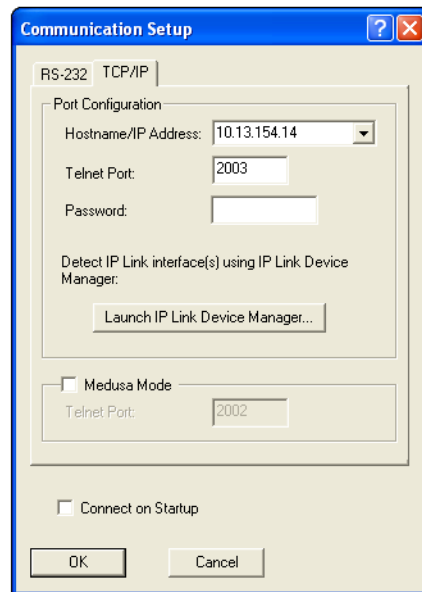 Communication Setup
RS-232 TCP/IP
Port Configuration
Hostname/IP Address: 10.13.154.14
Telnet Port: 2003
Password:
Detect IP Link interface(s) using IP Link Device
Manager:
Launch IP Link Device Manager...
Medusa Mode
Telnet Port: 2002
Connect on Startup
OK Cancel